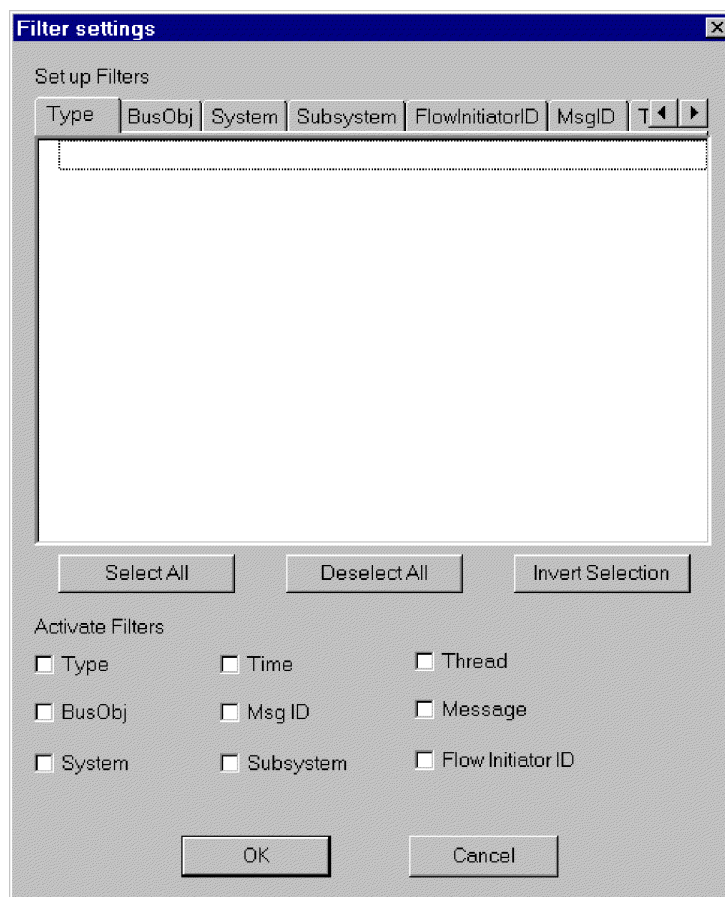 Filter settings
Set up Filters
Type BusObj System Subsystem FlowInitiatorID MsgID T
Select All Deselect All Invert Selection
Activate Filters
Type Time Thread
BusObj Msg ID Message
System Subsystem Flow Initiator ID
OK Cancel